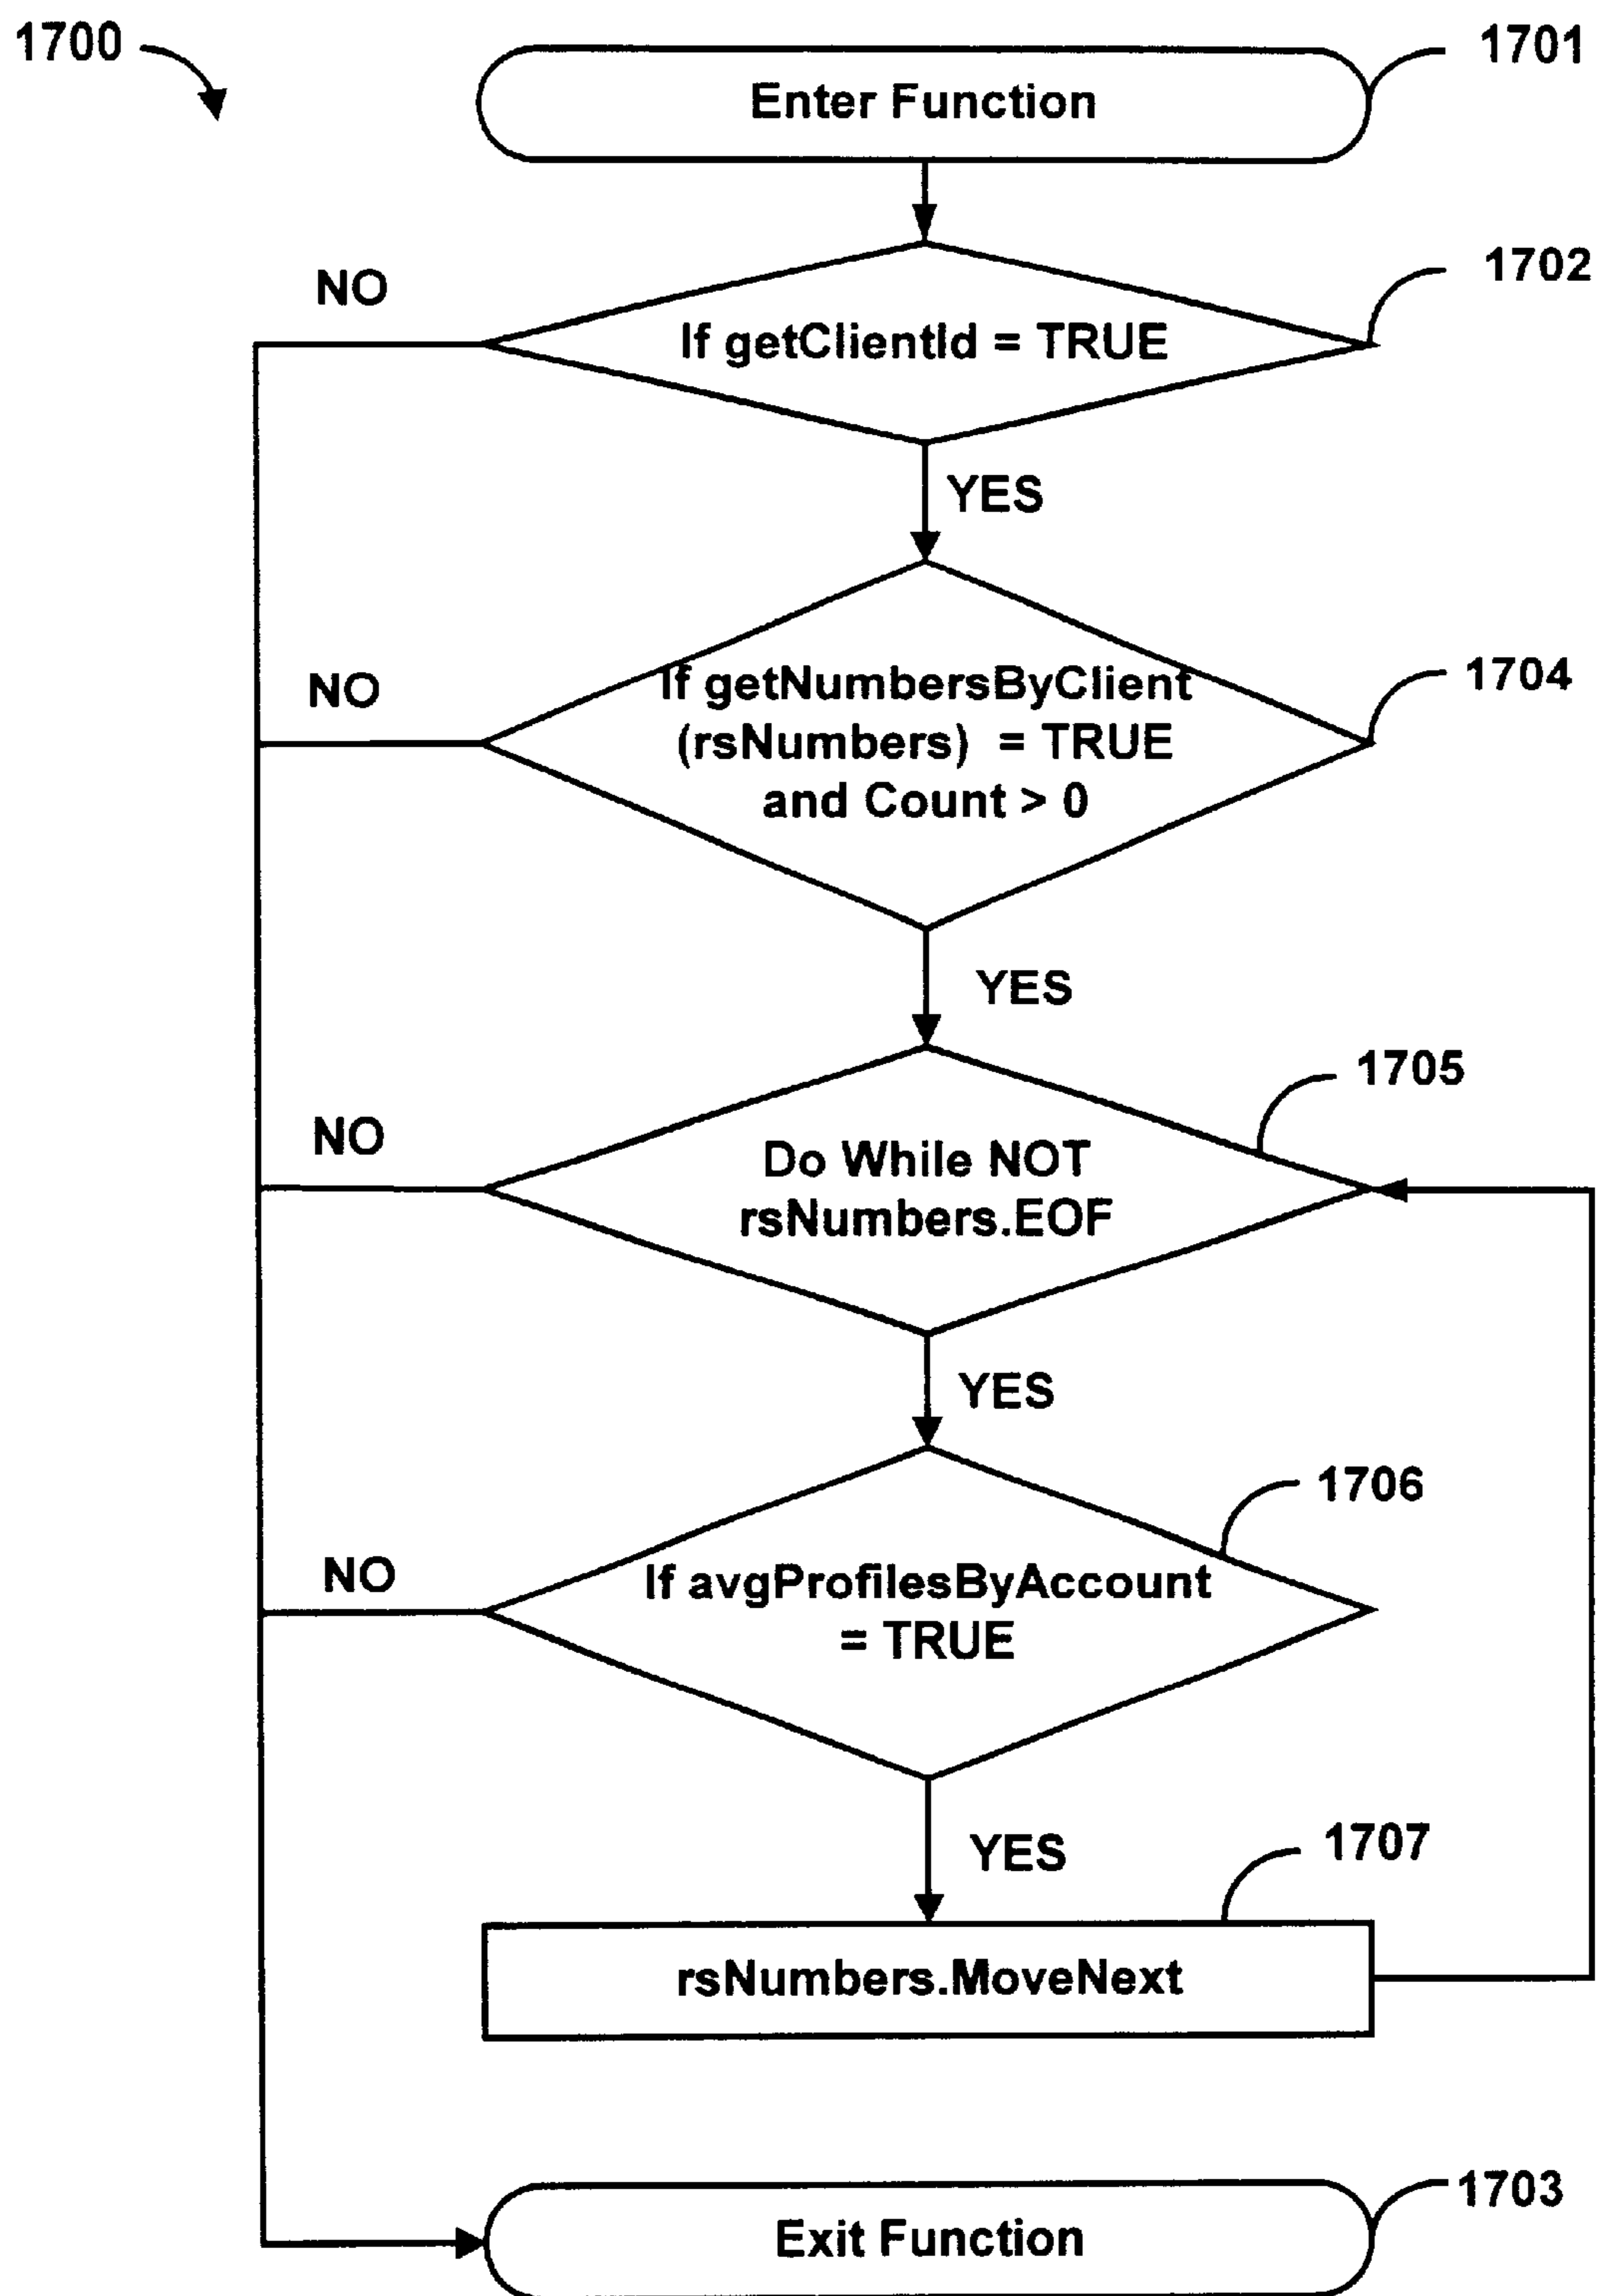 1700
1701
Enter Function
1702
NO
If getClientId = TRUE
YES
1704
NO
If getNumbersByClient
(rsNumbers) = TRUE
and Count > 0
YES
1705
NO
Do While NOT
rsNumbers.EOF
YES
1706
NO
If avgProfilesByAccount
= TRUE
YES
1707
rsNumbers.MoveNext
1703
Exit Function